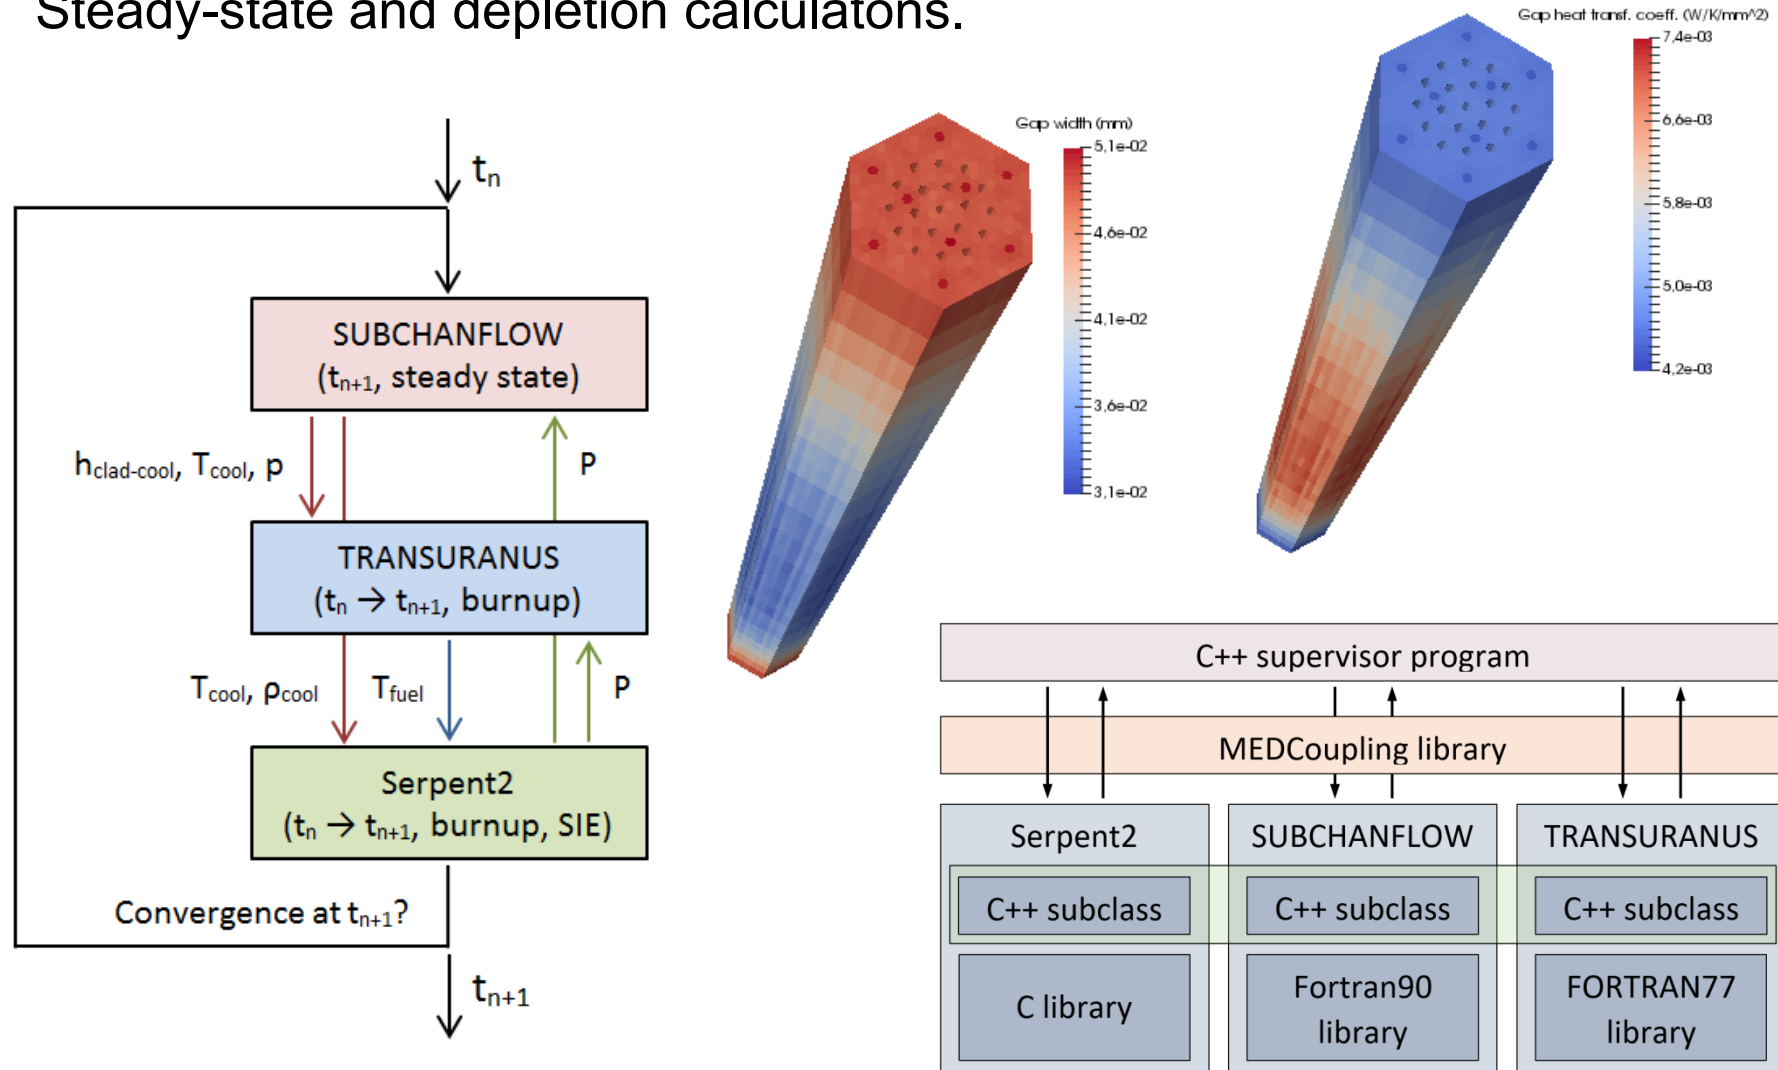 Steady-state and depletion calculatons.
tn
SUBCHANFLOW
(tn+1, steady state)
hclad-cool, Tcool, p
P
TRANSURANUS
(tn → tn+1, burnup)
Tcool, ρcool
Tfuel
P
Serpent2
(tn → tn+1, burnup, SIE)
Convergence at tn+1?
tn+1
Gap width (mm)
5,1e-02
4,6e-02
4,1e-02
3,6e-02
3,1e-02
Gap heat transf. coeff. (W/K/mm^2)
7,4e-03
6,6e-03
5,8e-03
5,0e-03
4,2e-03
C++ supervisor program
MEDCoupling library
Serpent2
C++ subclass
C library
SUBCHANFLOW
C++ subclass
Fortran90
library
TRANSURANUS
C++ subclass
FORTRAN77
library